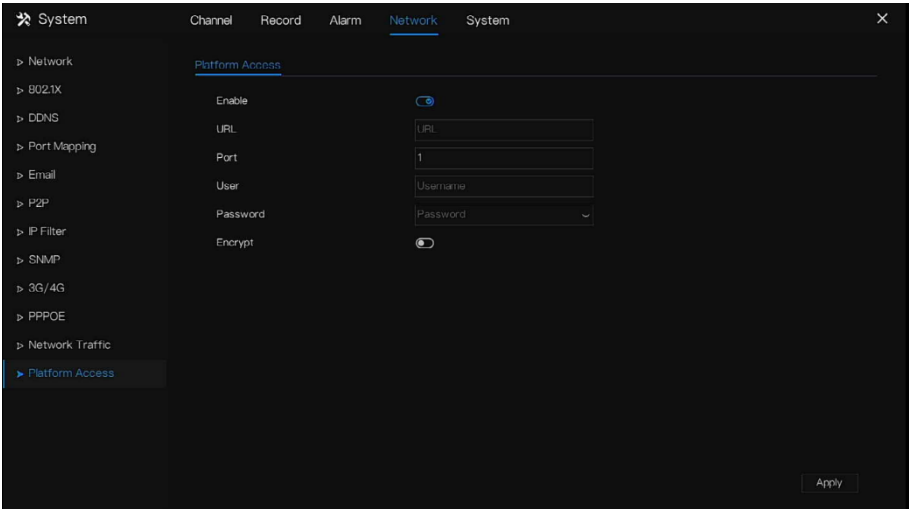 System
Channel Record Alarm Network System
Network
802.1X
DDNS
Port Mapping
Email
P2P
IP Filter
SNMP
3G/4G
PPPOE
Network Traffic
Platform Access
Platform Access
Enable
URL URL
Port 1
User Username
Password Password
Encrypt
Apply